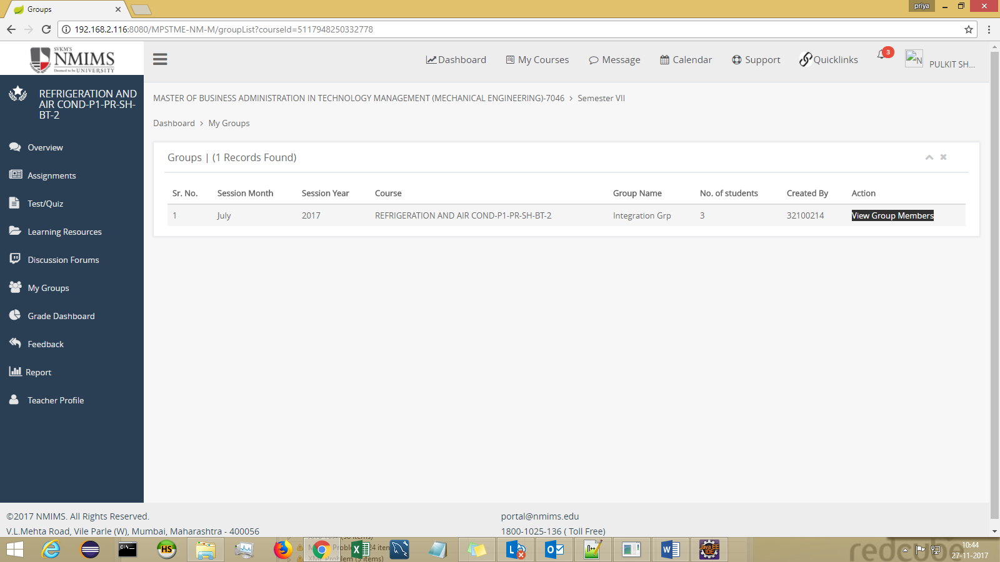 Groups
priya
192.168.2.116:8080/MPSTME-NM-M/groupList?courseId=5117948250332778
SVKM'S
NMIMS
Deemed to be UNIVERSITY
Dashboard
My Courses
Message
Calendar
Support
Quicklinks
3
N
PULKIT SH...
REFRIGERATION AND
AIR COND-P1-PR-SH-
BT-2
Overview
Assignments
Test/Quiz
Learning Resources
Discussion Forums
My Groups
Grade Dashboard
Feedback
Report
Teacher Profile
MASTER OF BUSINESS ADMINISTRATION IN TECHNOLOGY MANAGEMENT (MECHANICAL ENGINEERING)-7046 > Semester VII
Dashboard > My Groups
Groups | (1 Records Found)
Sr. No. Session Month Session Year Course Group Name No. of students Created By Action
1 July 2017 REFRIGERATION AND AIR COND-P1-PR-SH-BT-2 Integration Grp 3 32100214 View Group Members
©2017 NMIMS. All Rights Reserved.
V.L.Mehta Road, Vile Parle (W), Mumbai, Maharashtra - 400056
portal@nmims.edu
1800-1025-136 ( Toll Free)
HS
Java EE
IDE
10:44
27-11-2017